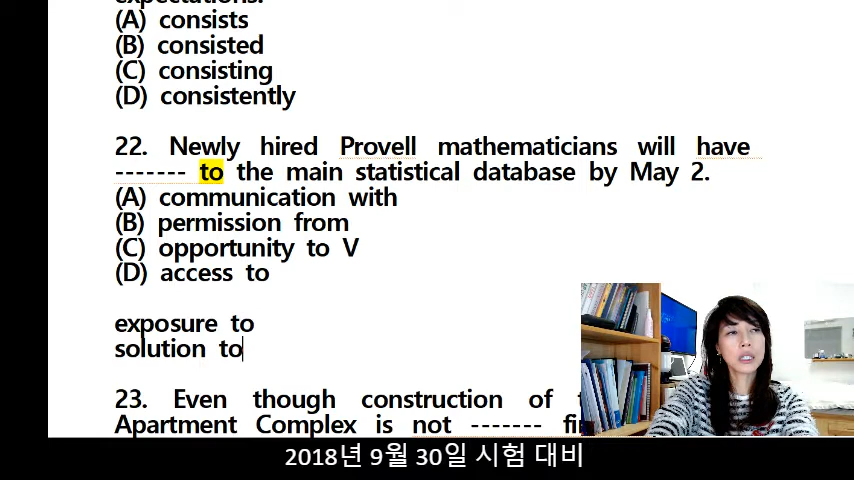 expectations.
(A) consists
(B) consisted
(C) consisting
(D) consistently
22. Newly hired Provell mathematicians will have
------- to the main statistical database by May 2.
(A) communication with
(B) permission from
(C) opportunity to V
(D) access to
exposure to
solution to
23. Even though construction of
Apartment Complex is not -------
2018년 9월 30일 시험 대비